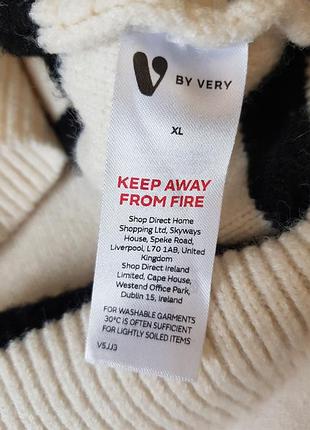 V BY VERY
XL
KEEP AWAY
FROM FIRE
Shop Direct Home
Shopping Ltd, Skyways
House, Speke Road,
Liverpool, L70 1AB, United
Kingdom
Shop Direct Ireland
Limited, Cape House,
Westend Office Park,
Dublin 15, Ireland
FOR WASHABLE GARMENTS
30°C IS OFTEN SUFFICIENT
FOR LIGHTLY SOILED ITEMS
V5JJ3